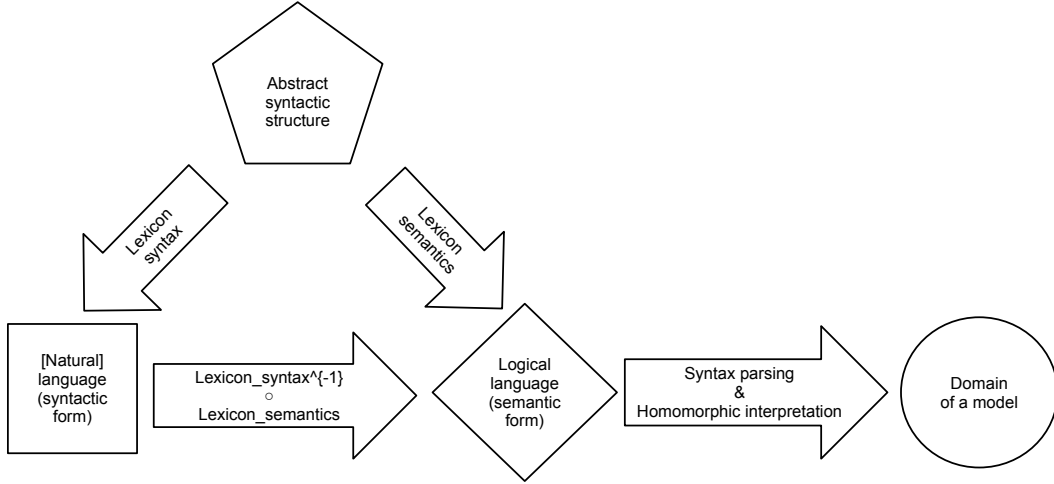 Abstract
syntactic
structure
Lexicon
syntax
Lexicon
semantics
[Natural]
language
(syntactic
form)
Lexicon_syntax^{-1}
○
Lexicon_semantics
Logical
language
(semantic
form)
Syntax parsing
&
Homomorphic interpretation
Domain
of a model